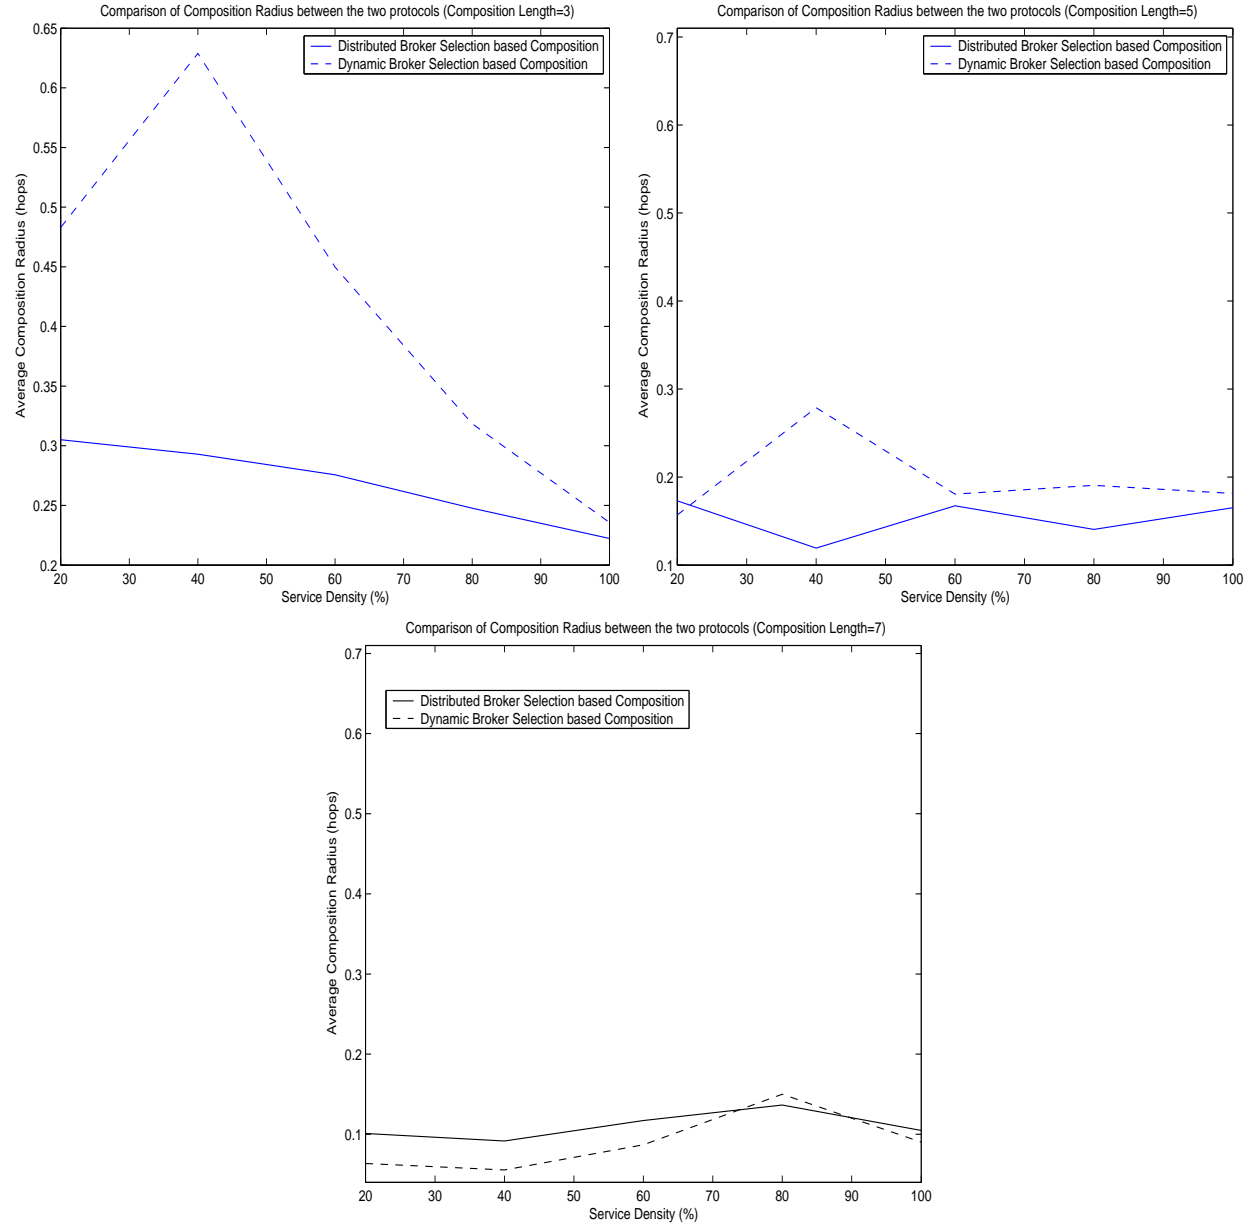 Comparison of Composition Radius between the two protocols (Composition Length=3)
Distributed Broker Selection based Composition
Dynamic Broker Selection based Composition
Average Composition Radius (hops)
0.65
0.6
0.55
0.5
0.45
0.4
0.35
0.3
0.25
0.2
20 30 40 50 60 70 80 90 100
Service Density (%)
Comparison of Composition Radius between the two protocols (Composition Length=5)
Distributed Broker Selection based Composition
Dynamic Broker Selection based Composition
Average Composition Radius (hops)
0.7
0.6
0.5
0.4
0.3
0.2
0.1
20 30 40 50 60 70 80 90 100
Service Density (%)
Comparison of Composition Radius between the two protocols (Composition Length=7)
Distributed Broker Selection based Composition
Dynamic Broker Selection based Composition
Average Composition Radius (hops)
0.7
0.6
0.5
0.4
0.3
0.2
0.1
20 30 40 50 60 70 80 90 100
Service Density (%)